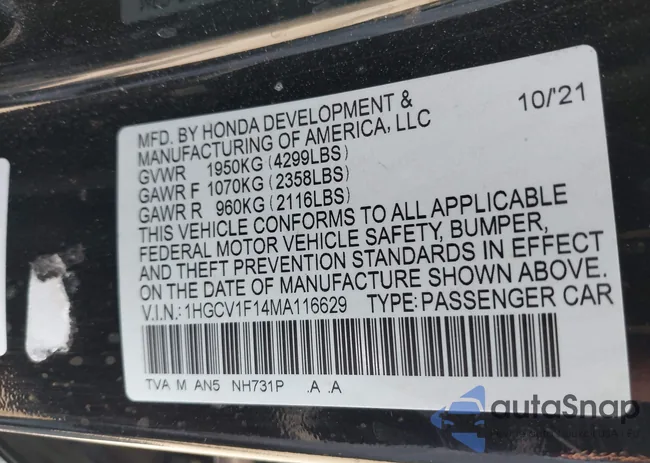 MFD. BY HONDA DEVELOPMENT & 10/21
MANUFACTURING OF AMERICA, LLC
GVWR 1950KG (4299LBS)
GAWR F 1070KG (2358LBS)
GAWR R 960KG (2116LBS)
THIS VEHICLE CONFORMS TO ALL APPLICABLE
FEDERAL MOTOR VEHICLE SAFETY, BUMPER,
AND THEFT PREVENTION STANDARDS IN EFFECT
ON THE DATE OF MANUFACTURE SHOWN ABOVE.
V.I.N.: 1HGCV1F14MA116629 TYPE: PASSENGER CAR
TVA M AN5 NH731P .A .A
autoSnap